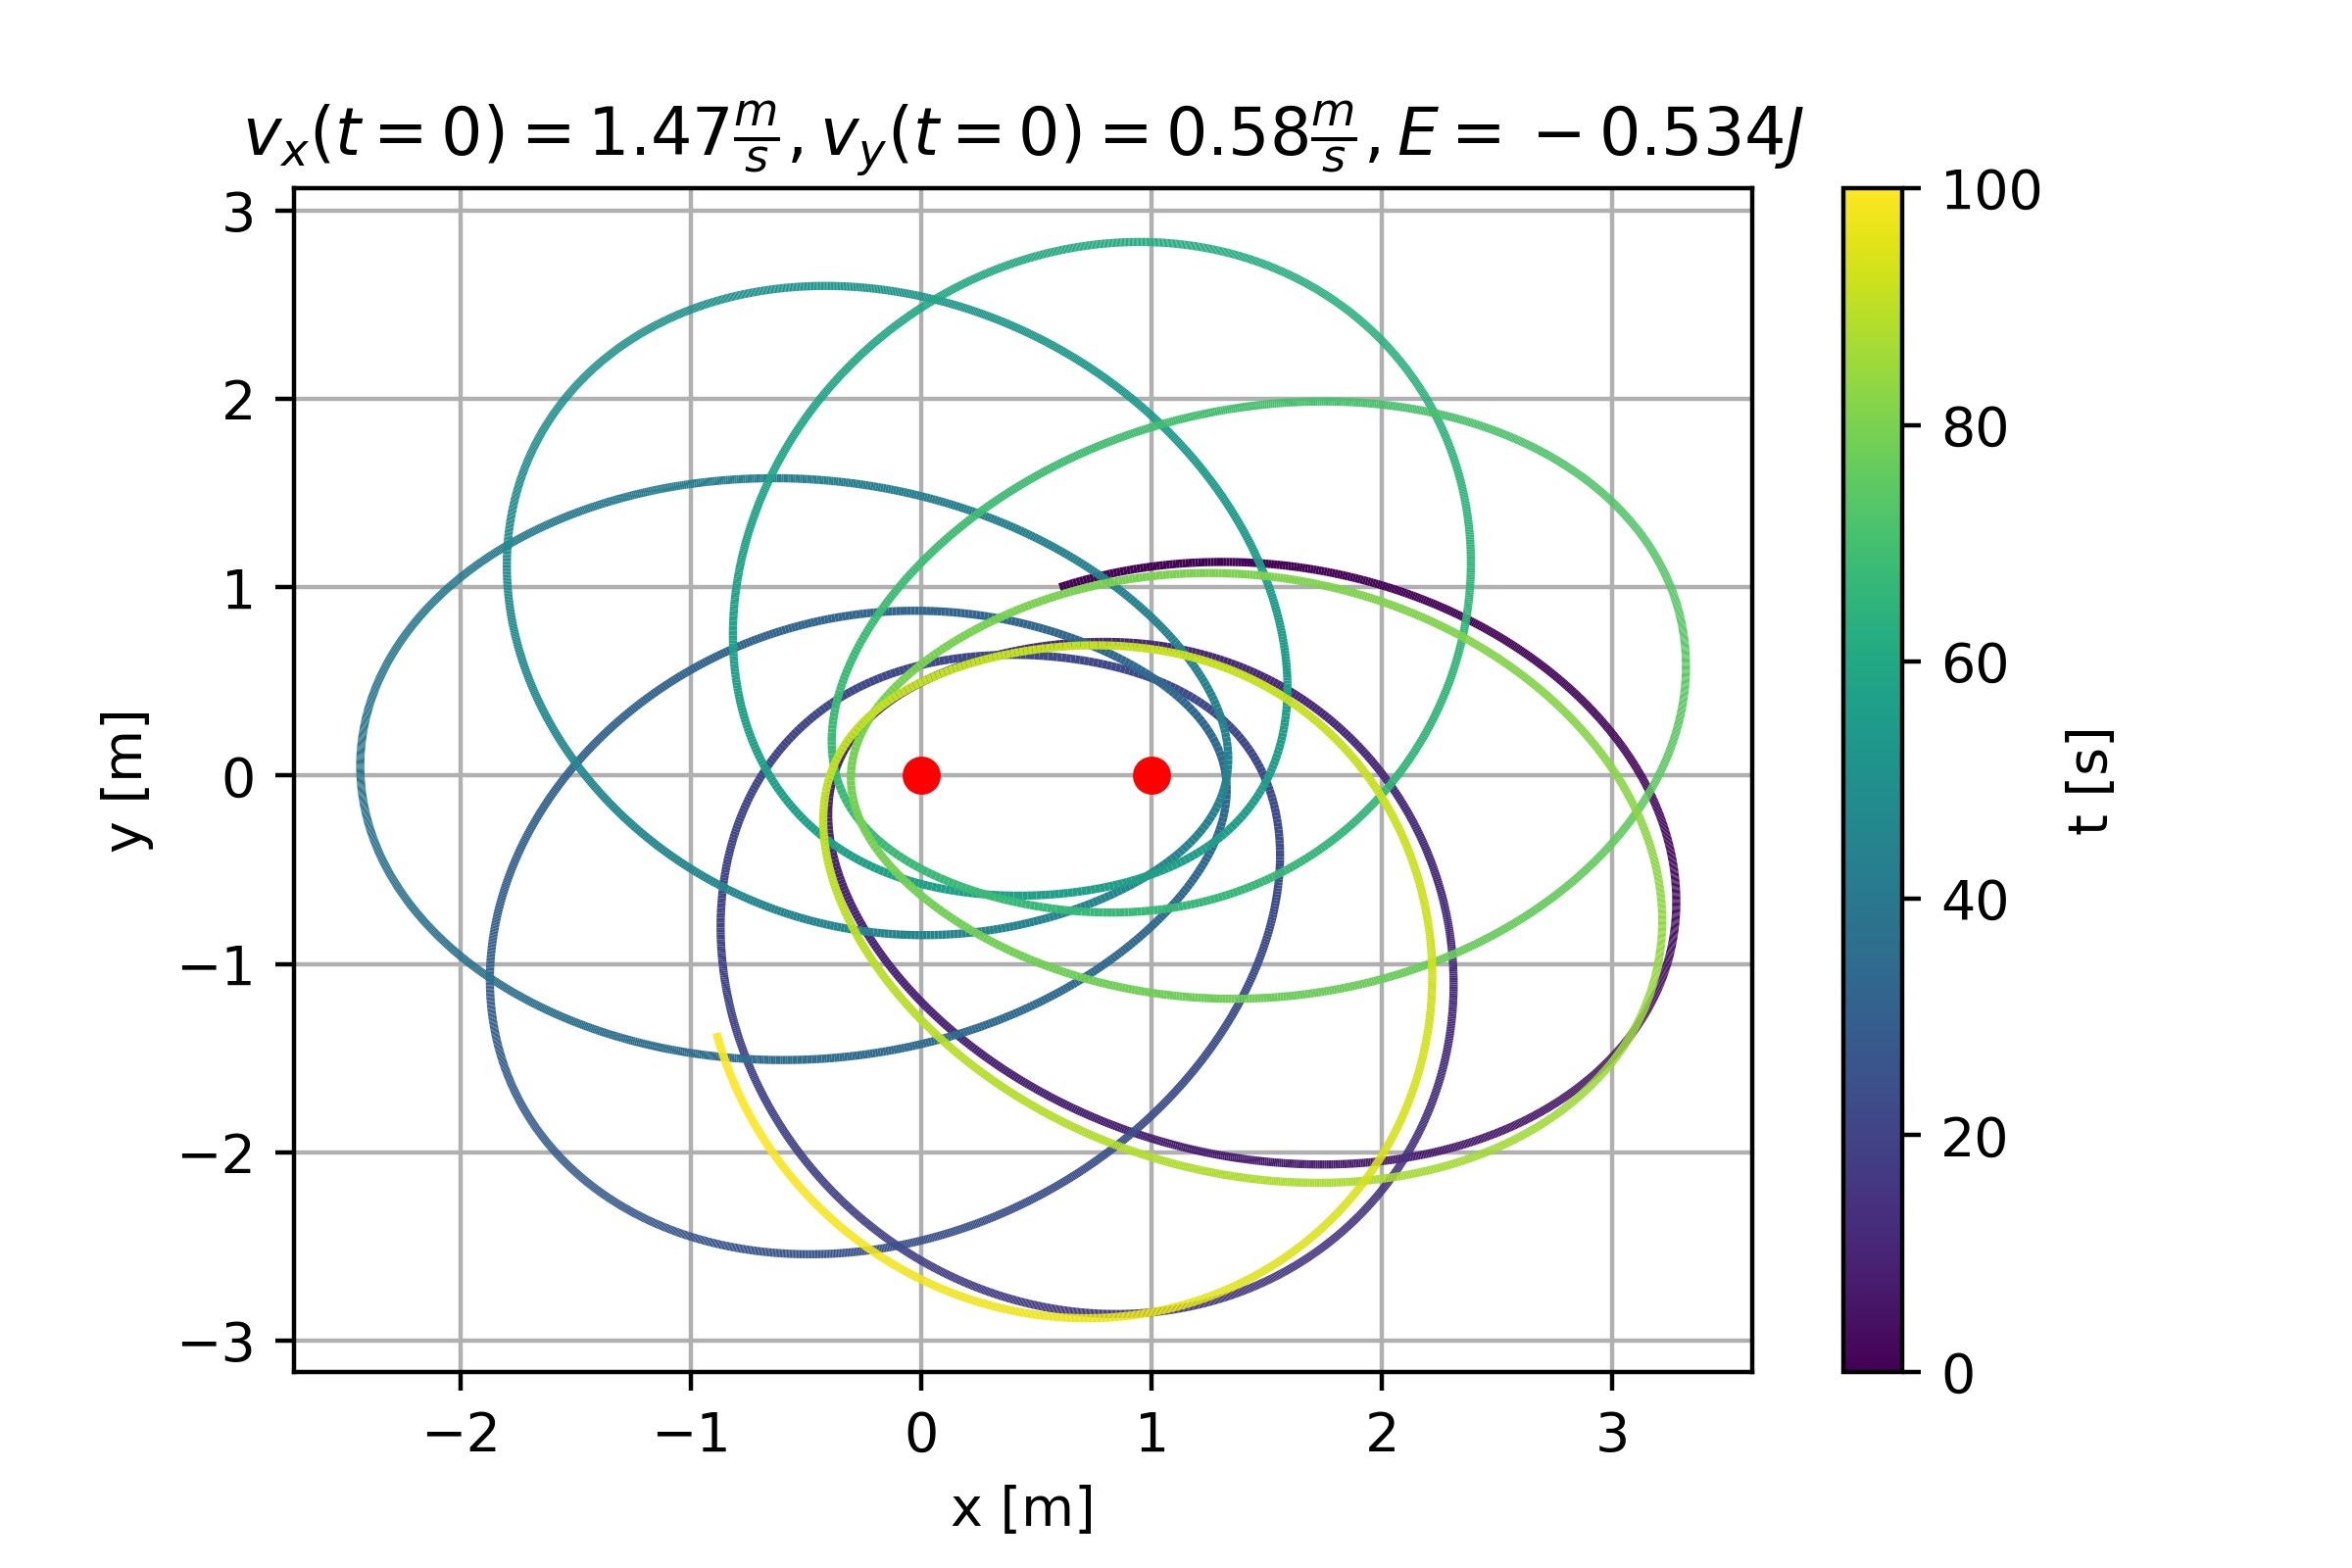 v_x(t = 0) = 1.47 m/s, v_y(t = 0) = 0.58 m/s, E = −0.534J
3
2
1
0
−1
−2
−3
y [m]
−2 −1 0 1 2 3
x [m]
100
80
60
40
20
0
t [s]